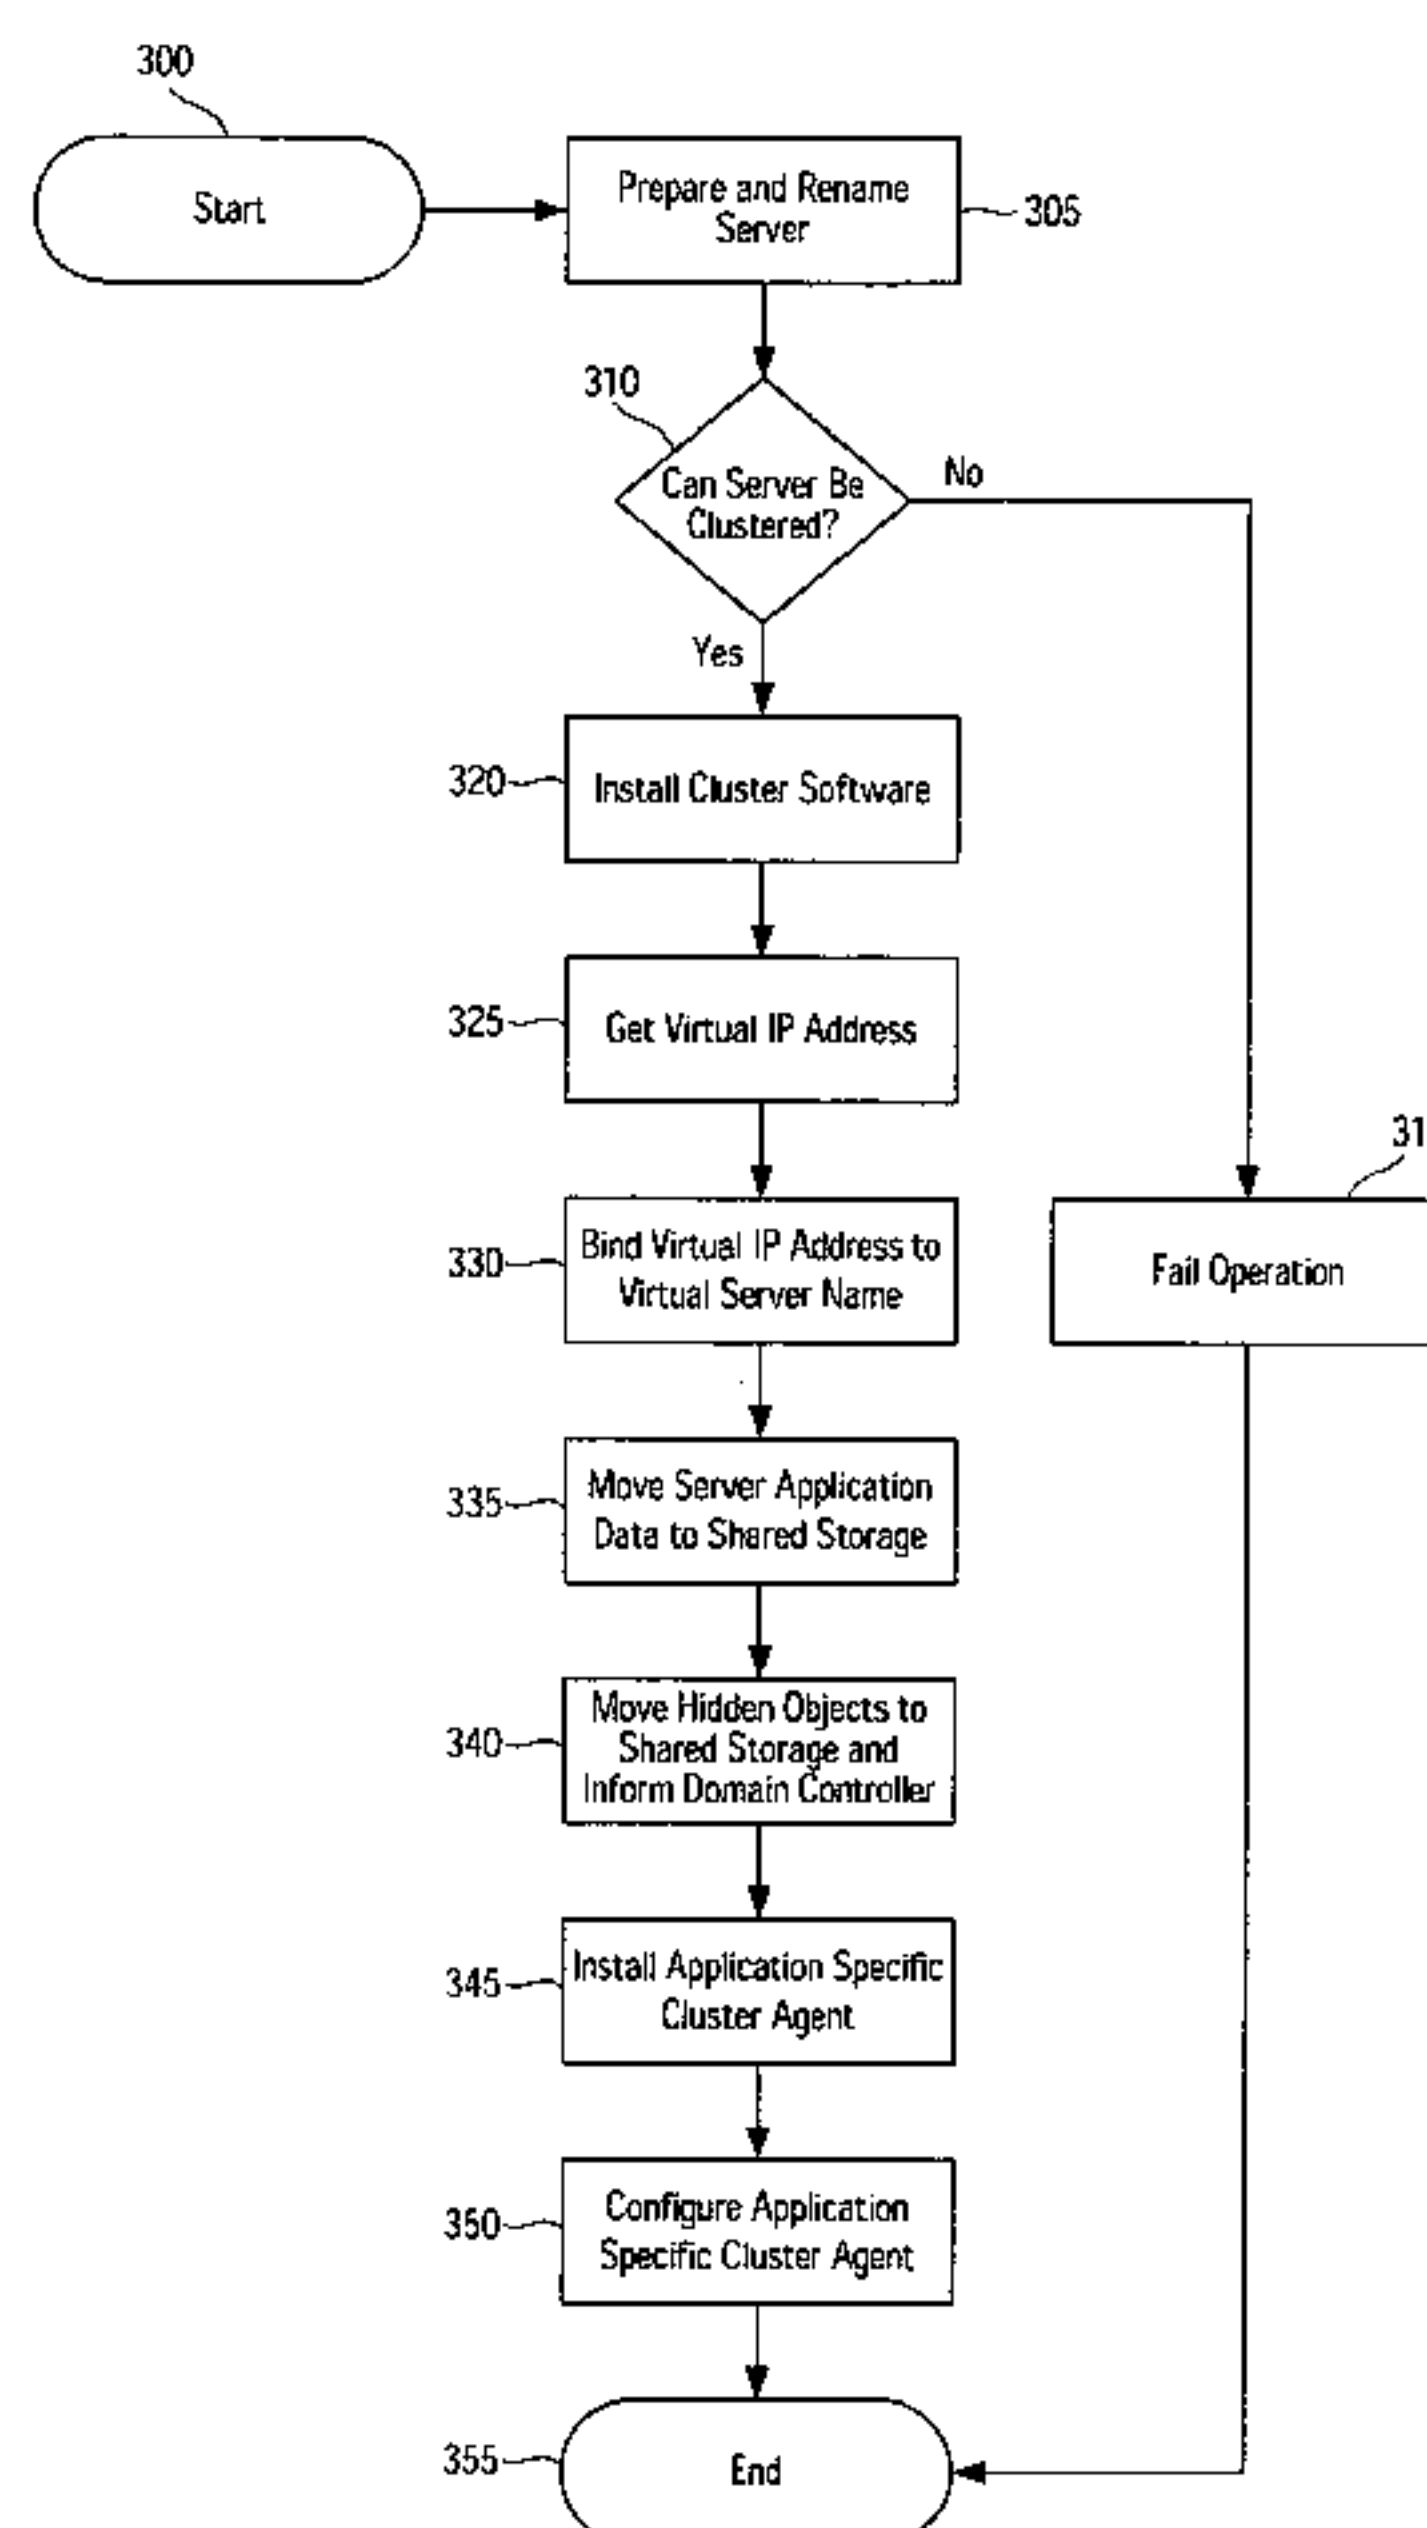 300
Start
Prepare and Rename
Server
305
310
Can Server Be
Clustered?
No
Yes
320
Install Cluster Software
325
Get Virtual IP Address
31
330
Bind Virtual IP Address to
Virtual Server Name
Fail Operation
335
Move Server Application
Data to Shared Storage
340
Move Hidden Objects to
Shared Storage and
Inform Domain Controller
345
Install Application Specific
Cluster Agent
350
Configure Application
Specific Cluster Agent
355
End